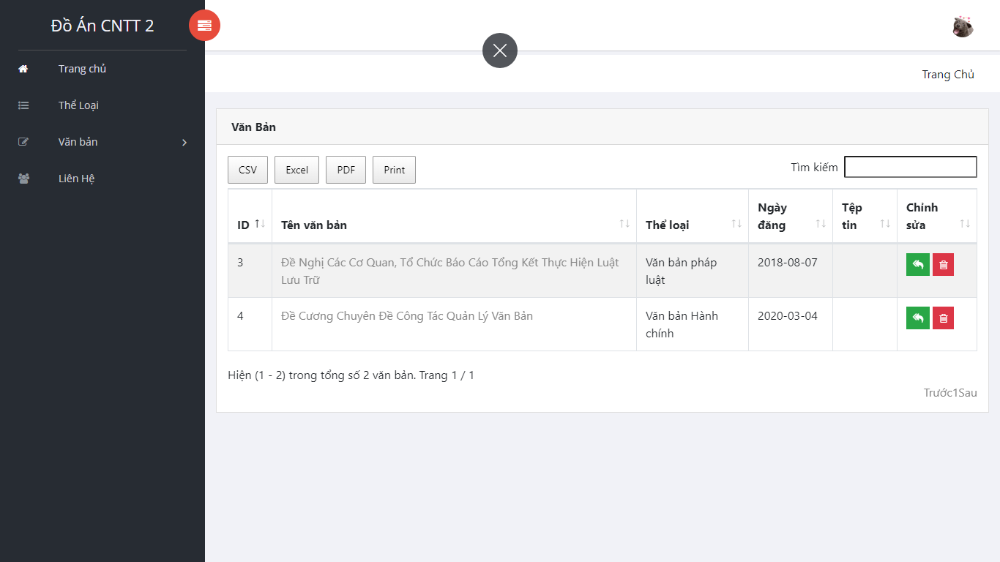 Đồ Án CNTT 2
Trang chủ
Thể Loại
Văn bản
Liên Hệ
Trang Chủ
Văn Bản
CSV Excel PDF Print
Tìm kiếm
ID Tên văn bản Thể loại Ngày đăng Tệp tin Chỉnh sửa
3
Đề Nghị Các Cơ Quan, Tổ Chức Báo Cáo Tổng Kết Thực Hiện Luật
Lưu Trữ
Văn bản pháp
luật
2018-08-07
4
Đề Cương Chuyên Đề Công Tác Quản Lý Văn Bản
Văn bản Hành
chính
2020-03-04
Hiện (1 - 2) trong tổng số 2 văn bản. Trang 1 / 1
Trước1Sau